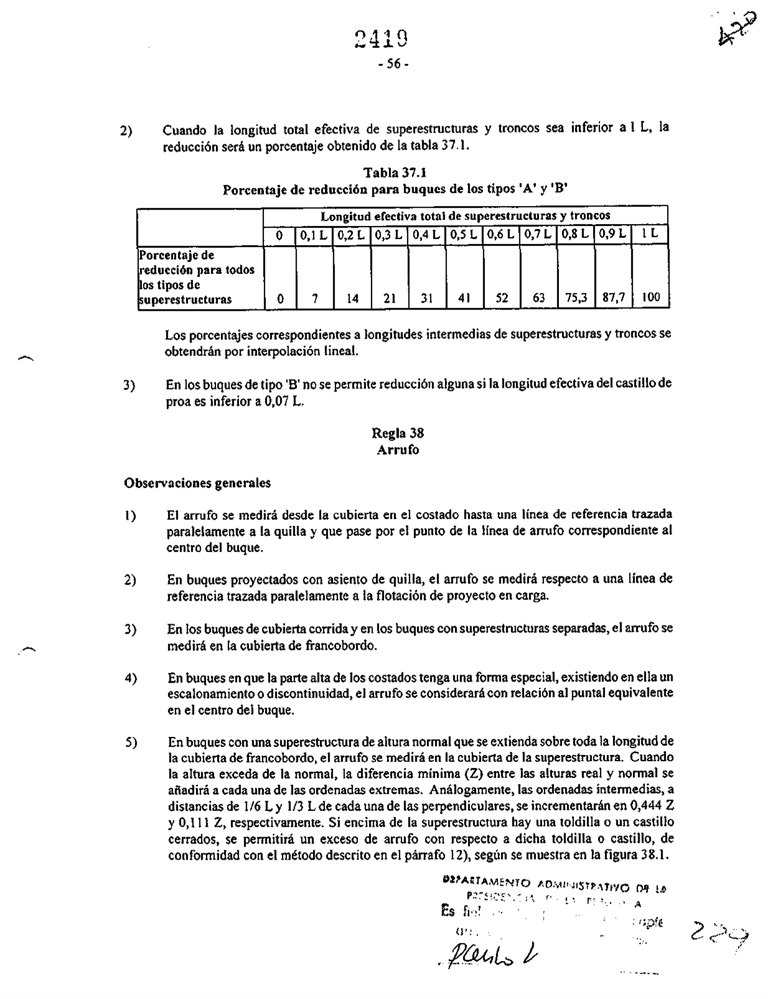 2419
420
- 56 -
2) Cuando la longitud total efectiva de superestructuras y troncos sea inferior a 1 L, la
reducción será un porcentaje obtenido de la tabla 37.1.
Tabla 37.1
Porcentaje de reducción para buques de los tipos 'A' y 'B'
Longitud efectiva total de superestructuras y troncos
0 0,1 L 0,2 L 0,3 L 0,4 L 0,5 L 0,6 L 0,7 L 0,8 L 0,9 L 1 L
Porcentaje de
reducción para todos
los tipos de
superestructuras 0 7 14 21 31 41 52 63 75,3 87,7 100
Los porcentajes correspondientes a longitudes intermedias de superestructuras y troncos se
obtendrán por interpolación lineal.
3) En los buques de tipo 'B' no se permite reducción alguna si la longitud efectiva del castillo de
proa es inferior a 0,07 L.
Regla 38
Arrufo
Observaciones generales
1) El arrufo se medirá desde la cubierta en el costado hasta una línea de referencia trazada
paralelamente a la quilla y que pase por el punto de la línea de arrufo correspondiente al
centro del buque.
2) En buques proyectados con asiento de quilla, el arrufo se medirá respecto a una línea de
referencia trazada paralelamente a la flotación de proyecto en carga.
3) En los buques de cubierta corrida y en los buques con superestructuras separadas, el arrufo se
medirá en la cubierta de francobordo.
4) En buques en que la parte alta de los costados tenga una forma especial, existiendo en ella un
escalonamiento o discontinuidad, el arrufo se considerará con relación al puntal equivalente
en el centro del buque.
5) En buques con una superestructura de altura normal que se extienda sobre toda la longitud de
la cubierta de francobordo, el arrufo se medirá en la cubierta de la superestructura. Cuando
la altura exceda de la normal, la diferencia mínima (Z) entre las alturas real y normal se
añadirá a cada una de las ordenadas extremas. Análogamente, las ordenadas intermedias, a
distancias de 1/6 L y 1/3 L de cada una de las perpendiculares, se incrementarán en 0,444 Z
y 0,111 Z, respectivamente. Si encima de la superestructura hay una toldilla o un castillo
cerrados, se permitirá un exceso de arrufo con respecto a dicha toldilla o castillo, de
conformidad con el método descrito en el párrafo 12), según se muestra en la figura 38.1.
DEPARTAMENTO ADMINISTRATIVO DE LA
Es fiel
229